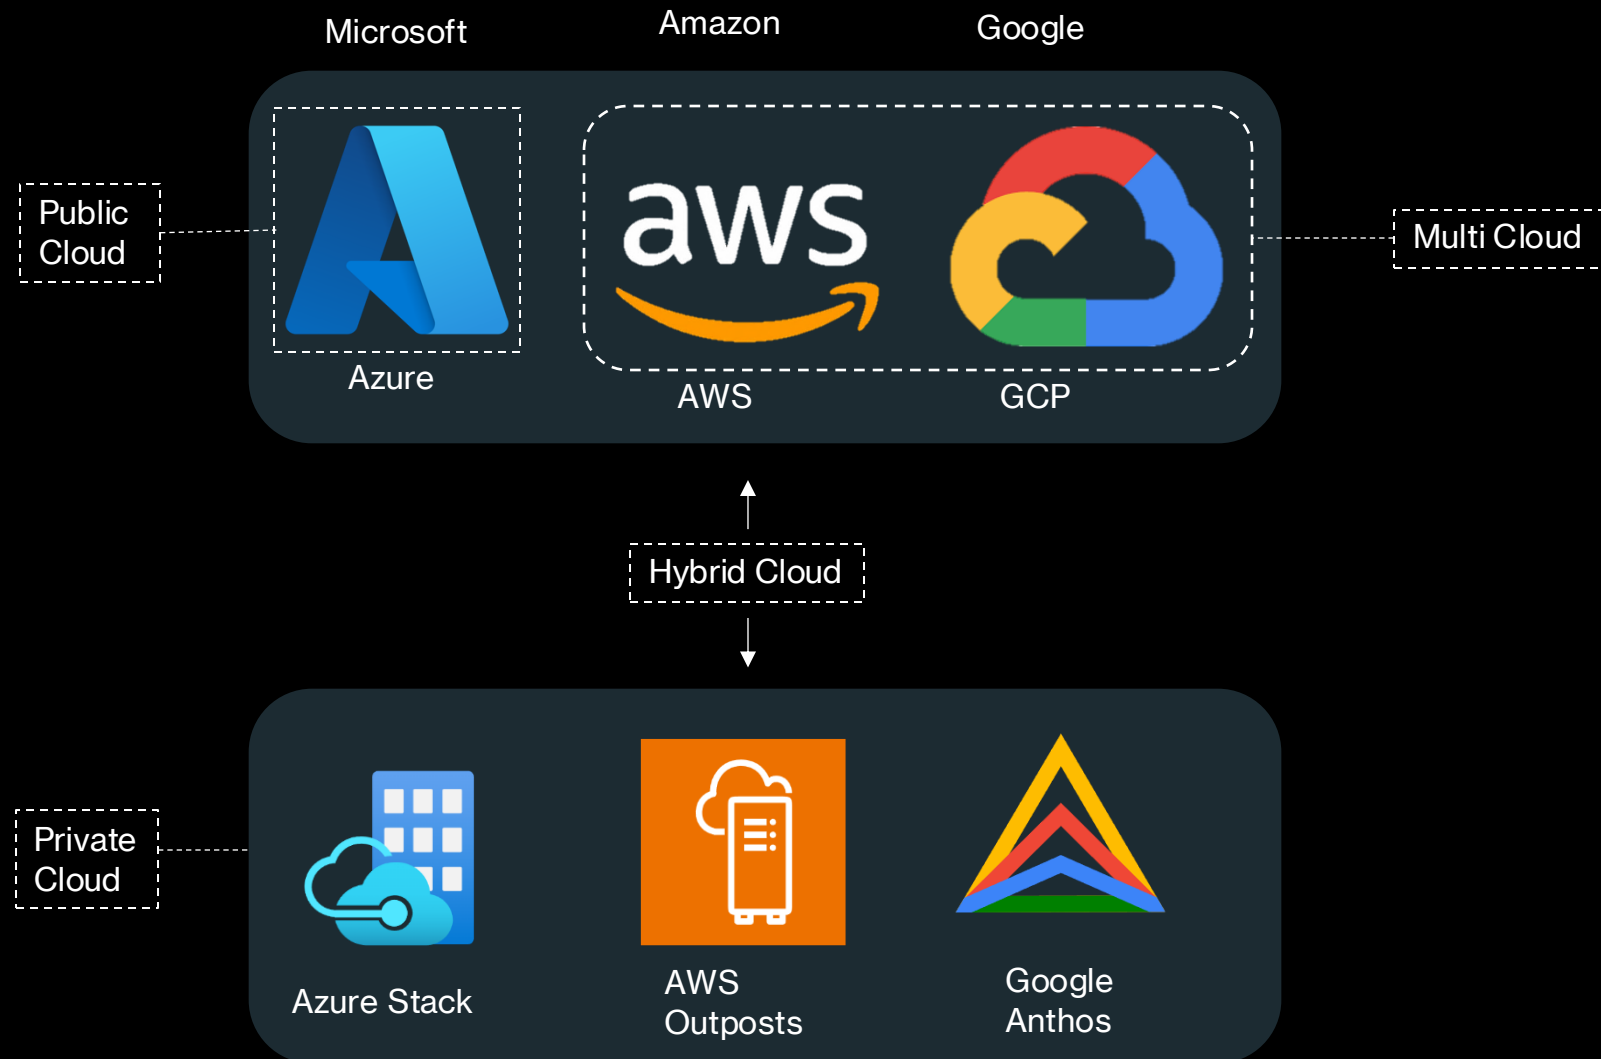 Microsoft
Amazon
Google
Public
Cloud
aws
Multi Cloud
Azure
AWS
GCP
Hybrid Cloud
Private
Cloud
Azure Stack
AWS
Outposts
Google
Anthos